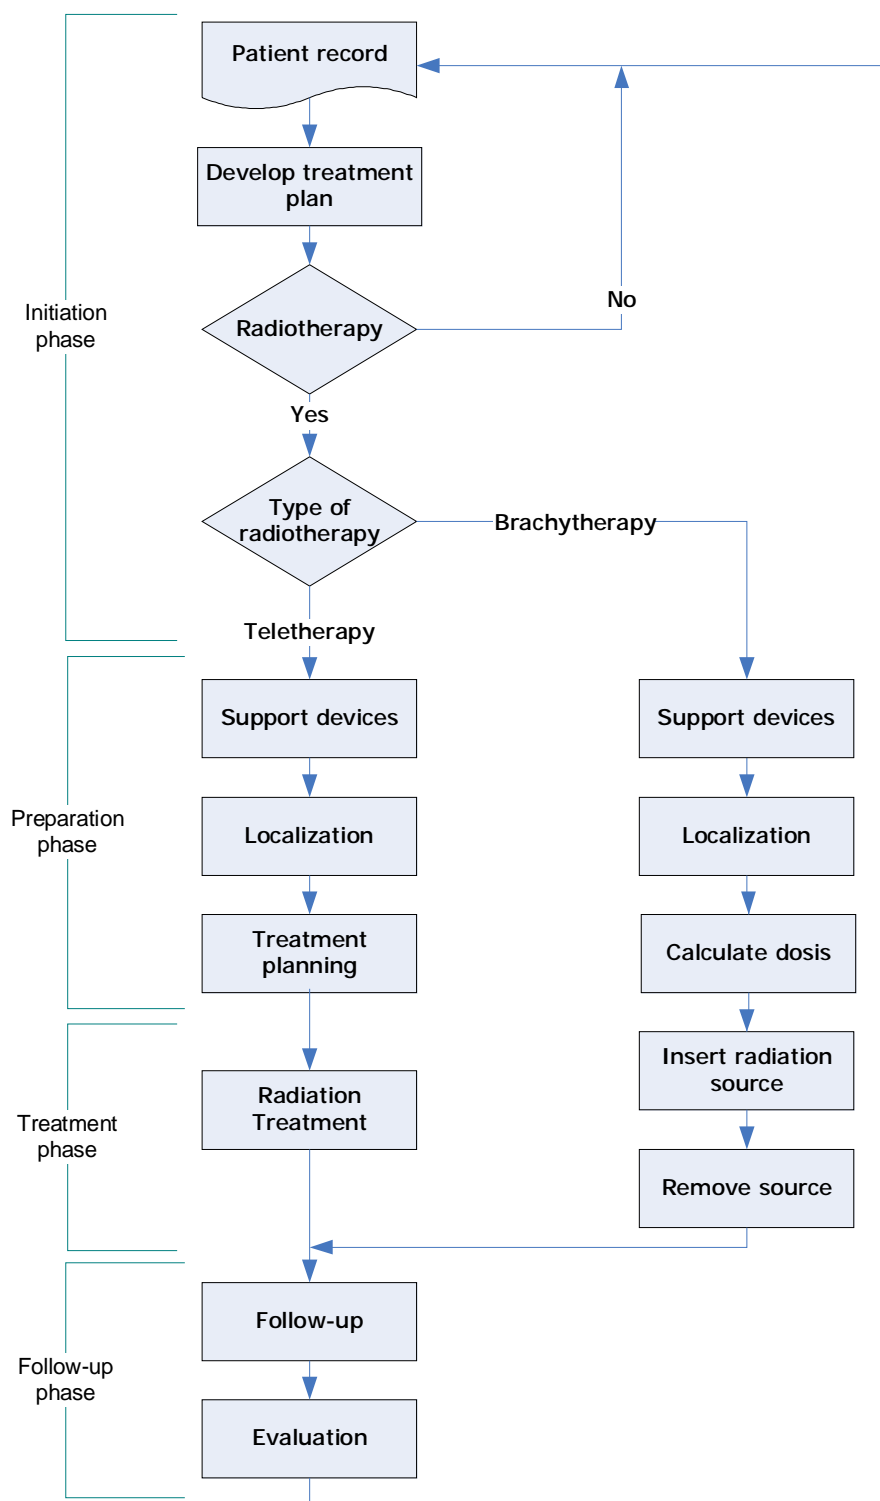 Patient record
Develop treatment
plan
Initiation
phase
Radiotherapy
No
Yes
Type of
radiotherapy
Brachytherapy
Teletherapy
Support devices
Support devices
Preparation
phase
Localization
Localization
Treatment
planning
Calculate dosis
Treatment
phase
Radiation
Treatment
Insert radiation
source
Remove source
Follow-up
phase
Follow-up
Evaluation